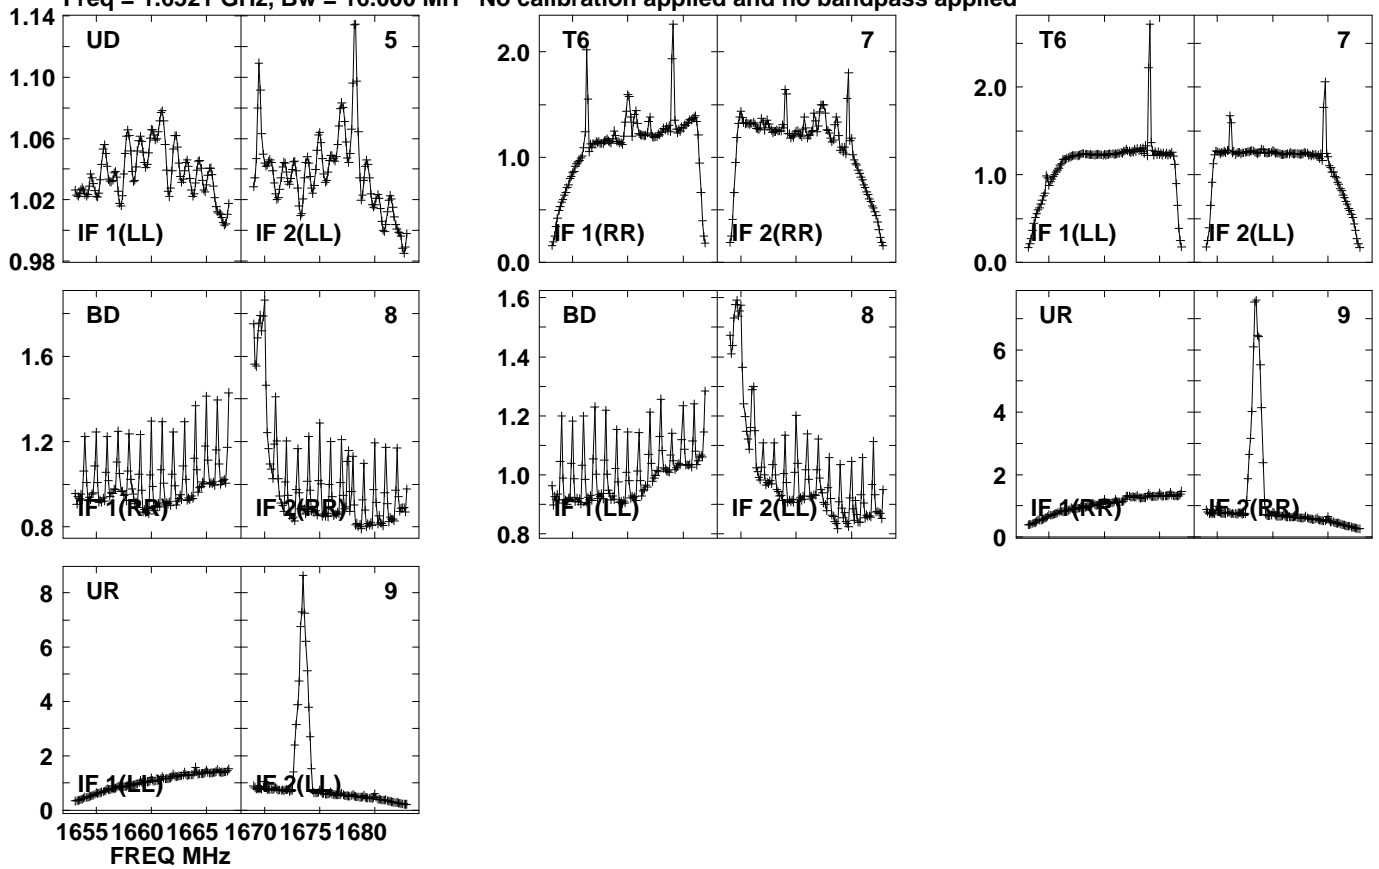 Freq = 1.6521 GHz, Bw = 16.000 MH No calibration applied and no bandpass applied
1.14
1.10
1.06
1.02
0.98
UD 5
IF 1(LL) IF 2(LL)
2.0
1.0
0.0
T6 7
IF 1(RR) IF 2(RR)
2.0
1.0
0.0
T6 7
IF 1(LL) IF 2(LL)
1.6
1.2
0.8
BD 8
IF 1(RR) IF 2(RR)
1.6
1.4
1.2
1.0
0.8
BD 8
IF 1(LL) IF 2(LL)
6
4
2
0
UR 9
IF 1(RR) IF 2(RR)
8
6
4
2
0
UR 9
IF 1(LL) IF 2(LL)
1655 1660 1665 1670 1675 1680
FREQ MHz